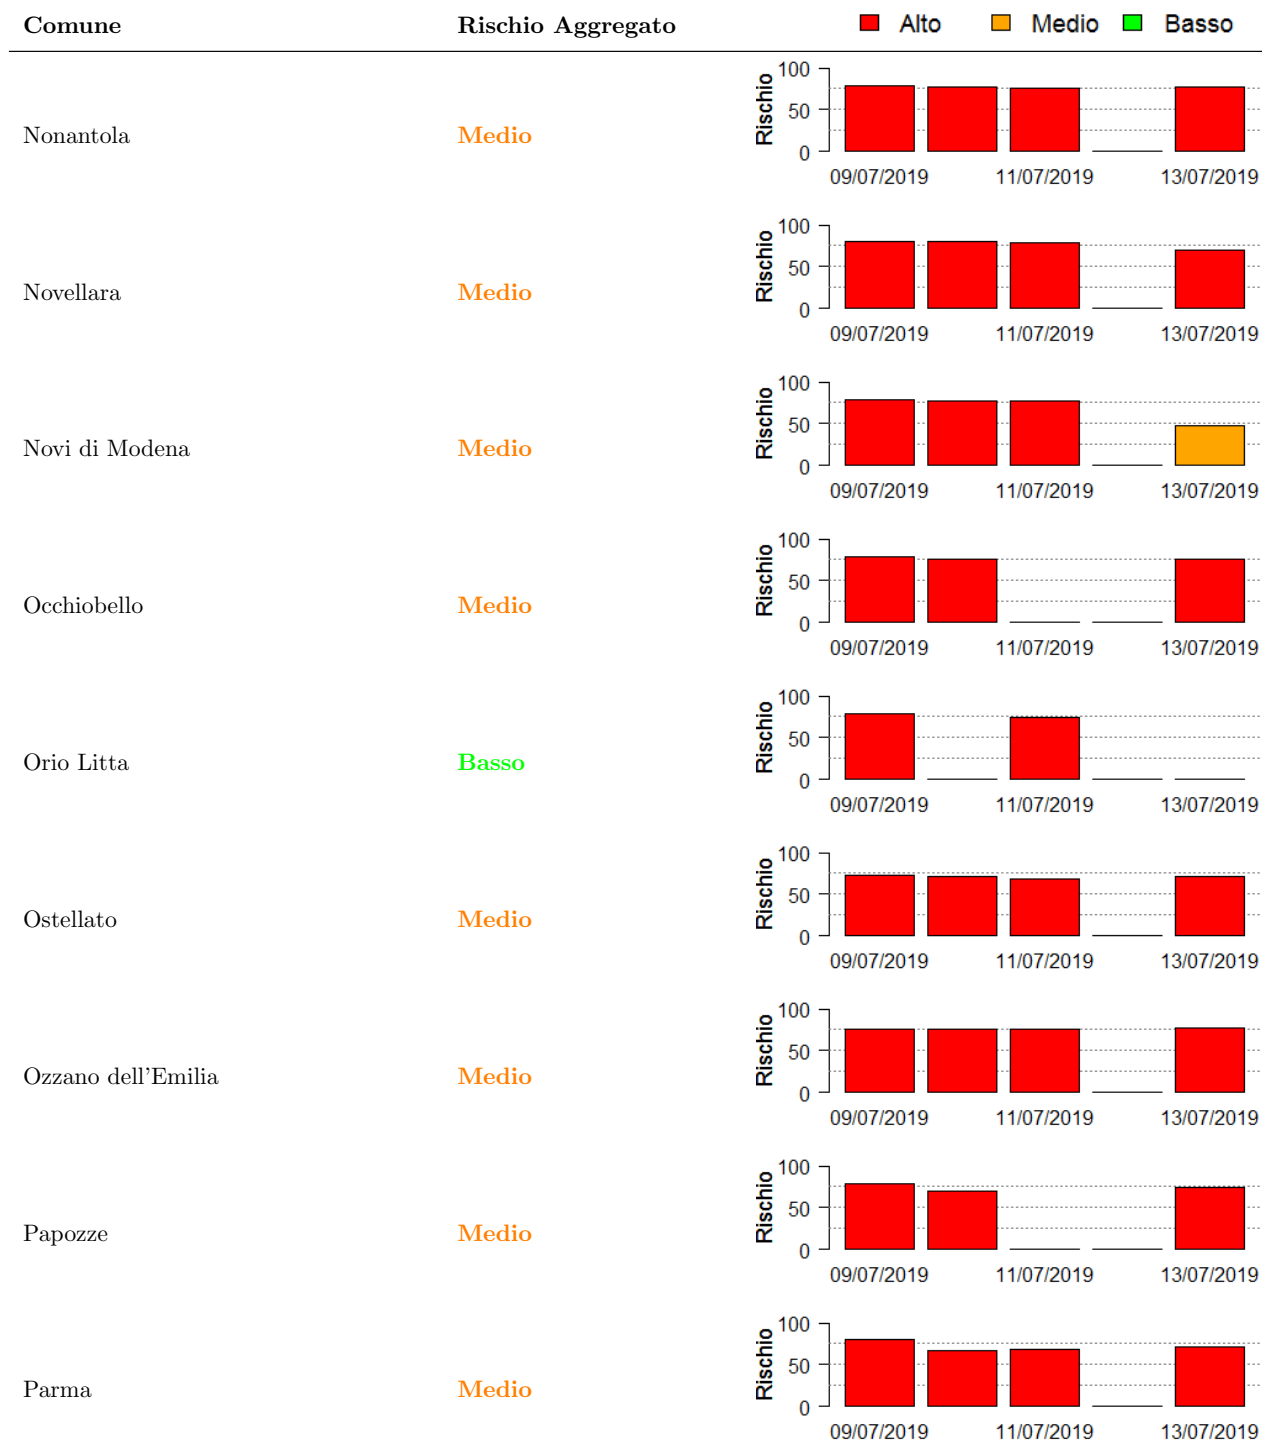 Comune Rischio Aggregato Alto Medio Basso
Nonantola Medio
Rischio
100
50
0
09/07/2019 11/07/2019 13/07/2019
Novellara Medio
Rischio
100
50
0
09/07/2019 11/07/2019 13/07/2019
Novi di Modena Medio
Rischio
100
50
0
09/07/2019 11/07/2019 13/07/2019
Occhiobello Medio
Rischio
100
50
0
09/07/2019 11/07/2019 13/07/2019
Orio Litta Basso
Rischio
100
50
0
09/07/2019 11/07/2019 13/07/2019
Ostellato Medio
Rischio
100
50
0
09/07/2019 11/07/2019 13/07/2019
Ozzano dell'Emilia Medio
Rischio
100
50
0
09/07/2019 11/07/2019 13/07/2019
Papozze Medio
Rischio
100
50
0
09/07/2019 11/07/2019 13/07/2019
Parma Medio
Rischio
100
50
0
09/07/2019 11/07/2019 13/07/2019